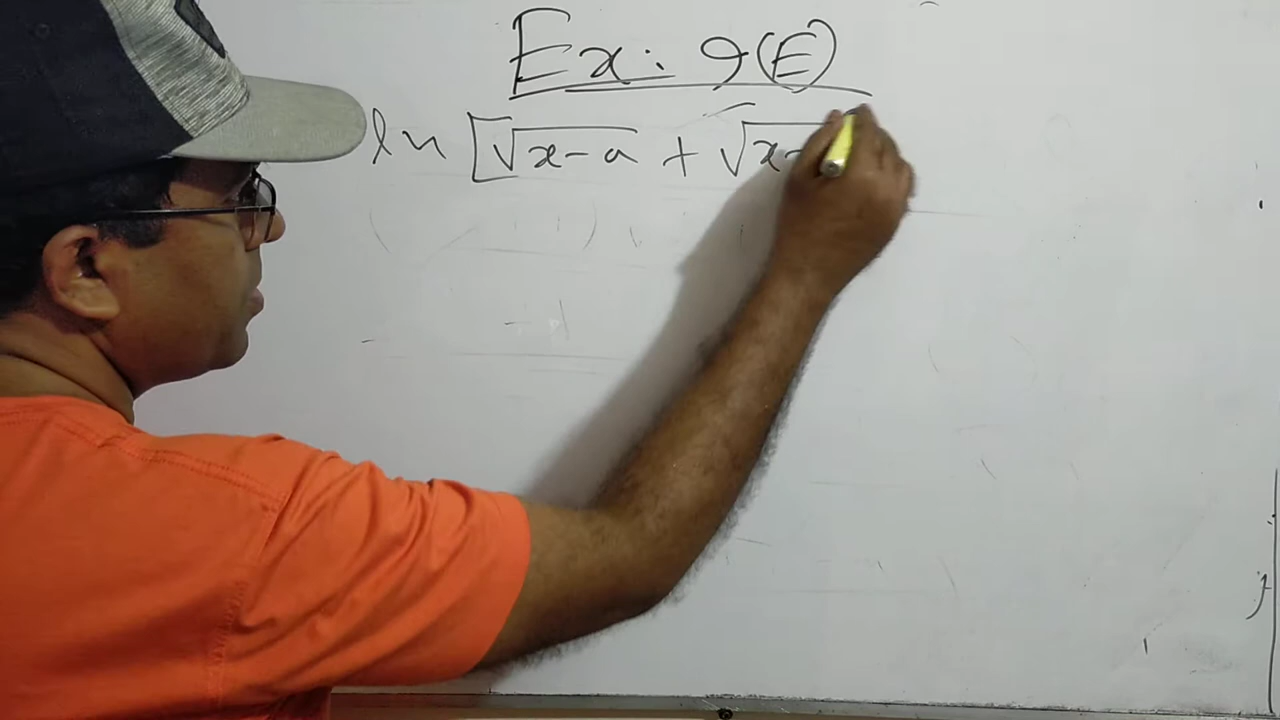 Ex: 9(E)
ln [√x-a + √x-